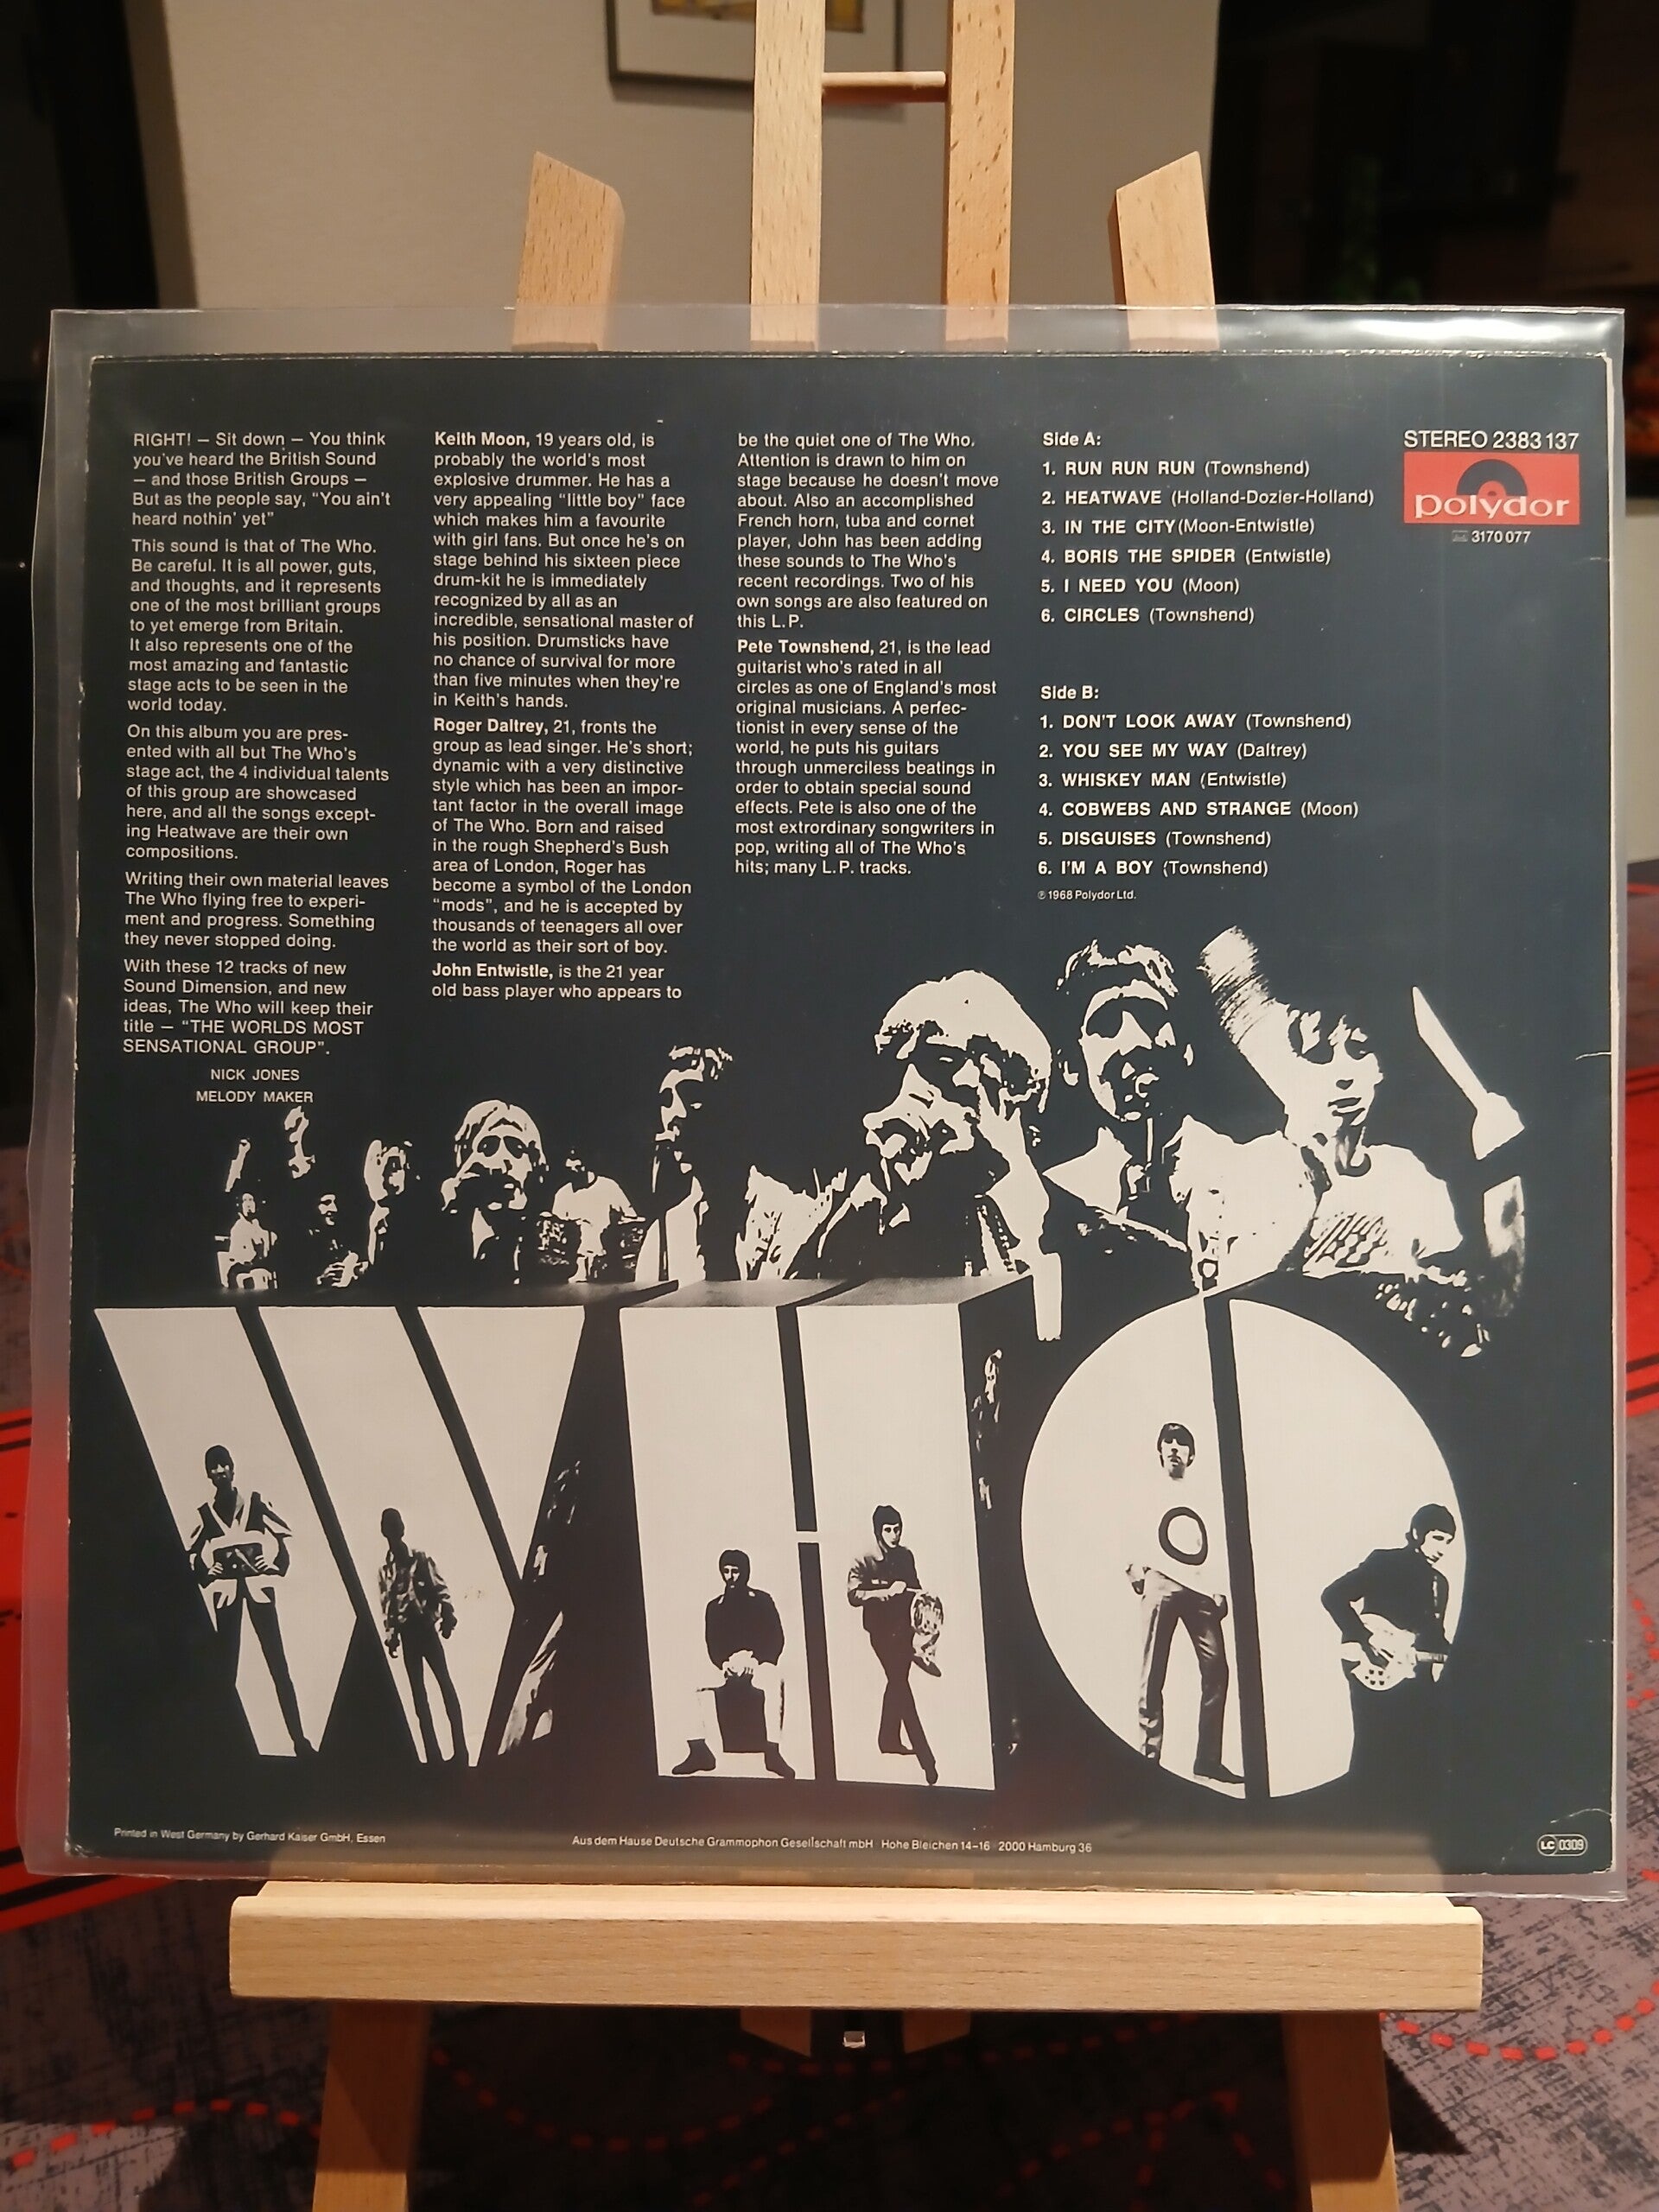 RIGHT! – Sit down – You think
you've heard the British Sound
– and those British Groups –
But as the people say, “You ain't
heard nothin' yet”
This sound is that of The Who.
Be careful. It is all power, guts,
and thoughts, and it represents
one of the most brilliant groups
to yet emerge from Britain.
It also represents one of the
most amazing and fantastic
stage acts to be seen in the
world today.
On this album you are pres-
ented with all but The Who's
stage act, the 4 individual talents
of this group are showcased
here, and all the songs except-
ing Heatwave are their own
compositions.
Writing their own material leaves
The Who flying free to experi-
ment and progress. Something
they never stopped doing.
With these 12 tracks of new
Sound Dimension, and new
ideas, The Who will keep their
title – “THE WORLDS MOST
SENSATIONAL GROUP”.
NICK JONES
MELODY MAKER
Keith Moon, 19 years old, is
probably the world's most
explosive drummer. He has a
very appealing “little boy” face
which makes him a favourite
with girl fans. But once he's on
stage behind his sixteen piece
drum-kit he is immediately
recognized by all as an
incredible, sensational master of
his position. Drumsticks have
no chance of survival for more
than five minutes when they're
in Keith's hands.
Roger Daltrey, 21, fronts the
group as lead singer. He's short;
dynamic with a very distinctive
style which has been an impor-
tant factor in the overall image
of The Who. Born and raised
in the rough Shepherd's Bush
area of London, Roger has
become a symbol of the London
“mods”, and he is accepted by
thousands of teenagers all over
the world as their sort of boy.
John Entwistle, is the 21 year
old bass player who appears to
be the quiet one of The Who.
Attention is drawn to him on
stage because he doesn't move
about. Also an accomplished
French horn, tuba and cornet
player, John has been adding
these sounds to The Who's
recent recordings. Two of his
own songs are also featured on
this L.P.
Pete Townshend, 21, is the lead
guitarist who's rated in all
circles as one of England's most
original musicians. A perfec-
tionist in every sense of the
world, he puts his guitars
through unmerciless beatings in
order to obtain special sound
effects. Pete is also one of the
most extrordinary songwriters in
pop, writing all of The Who's
hits; many L.P. tracks.
Side A:
1. RUN RUN RUN (Townshend)
2. HEATWAVE (Holland-Dozier-Holland)
3. IN THE CITY (Moon-Entwistle)
4. BORIS THE SPIDER (Entwistle)
5. I NEED YOU (Moon)
6. CIRCLES (Townshend)
Side B:
1. DON'T LOOK AWAY (Townshend)
2. YOU SEE MY WAY (Daltrey)
3. WHISKEY MAN (Entwistle)
4. COBWEBS AND STRANGE (Moon)
5. DISGUISES (Townshend)
6. I'M A BOY (Townshend)
℗ 1968 Polydor Ltd.
STEREO 2383 137
polydor
3170 077
WHO
Printed in West Germany by Gerhard Kaiser GmbH, Essen
Aus dem Hause Deutsche Grammophon Gesellschaft mbH · Hohe Bleichen 14–16 · 2000 Hamburg 36
LC 0309